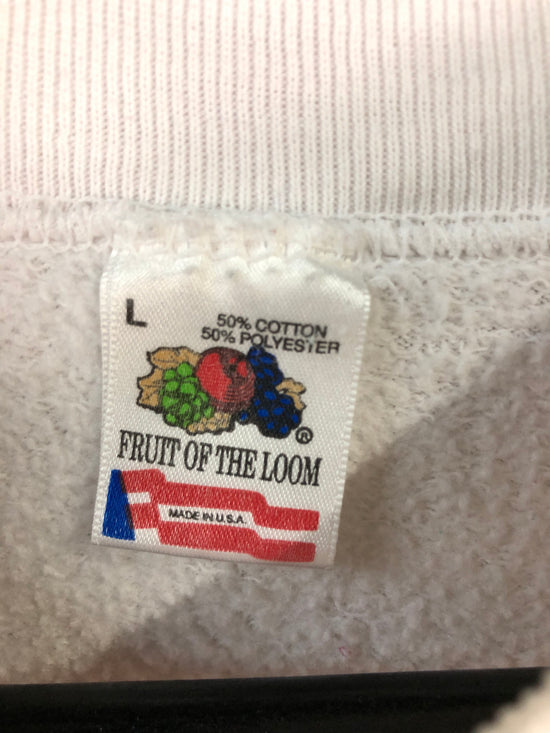 L
50% COTTON
50% POLYESTER
®
FRUIT OF THE LOOM
MADE IN U.S.A.